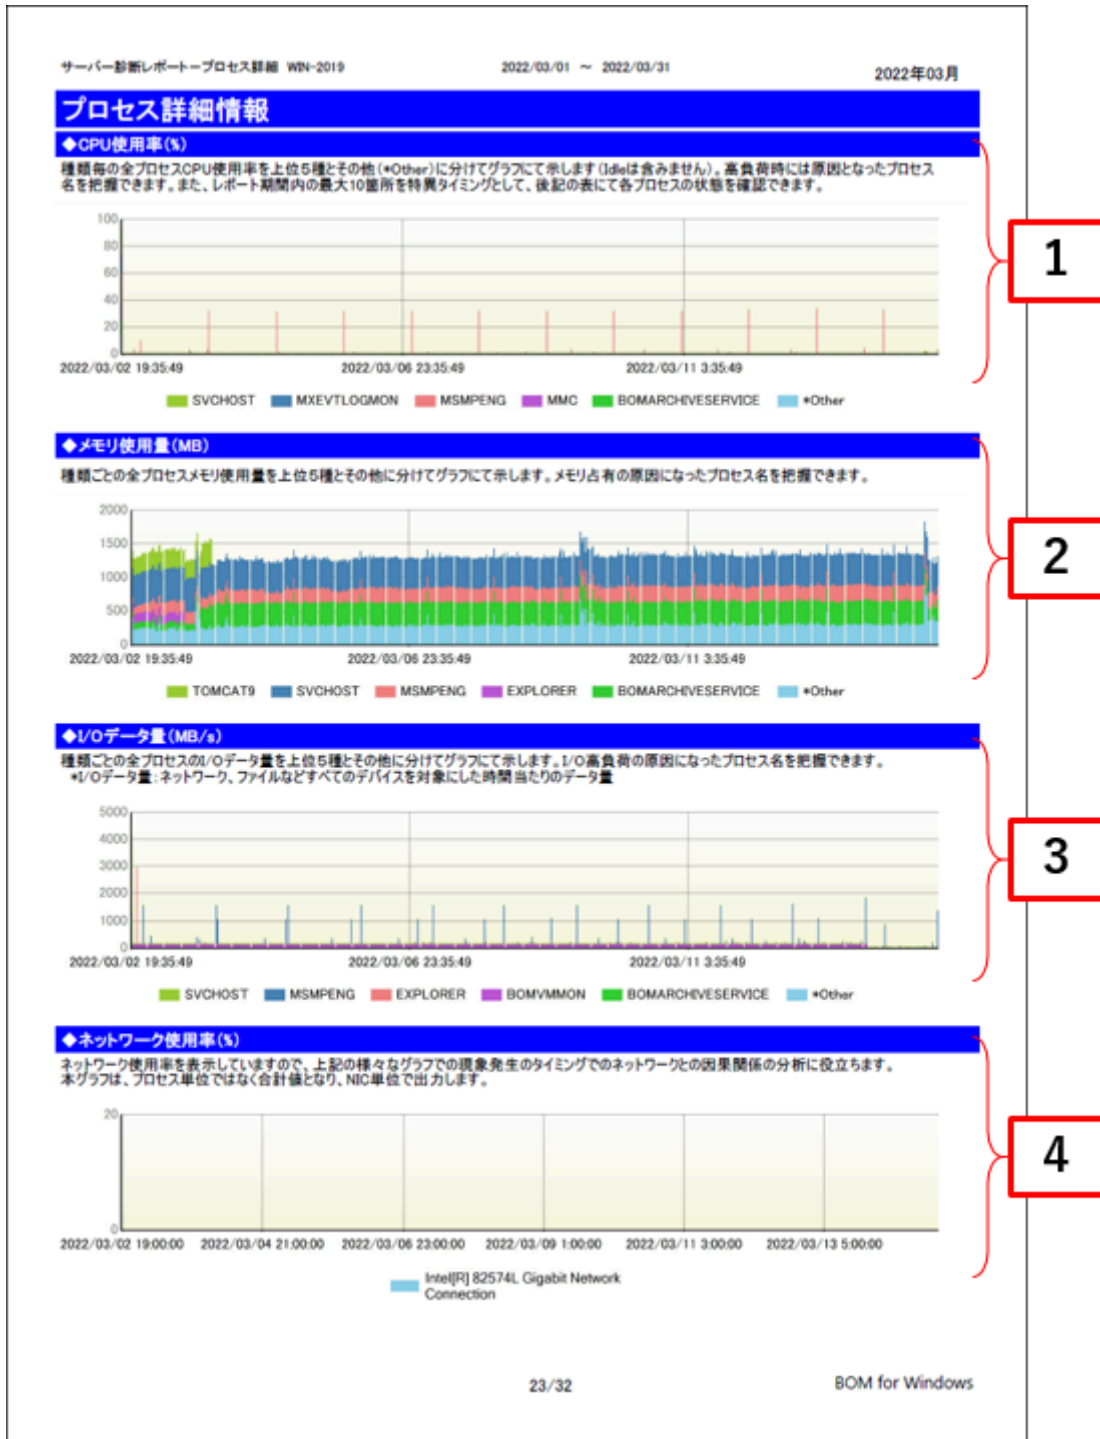 サーバー診断レポートープロセス詳細 WIN-2019
2022/03/01 ～ 2022/03/31
2022年03月
プロセス詳細情報
◆CPU使用率(%)
種類毎の全プロセスCPU使用率を上位5種とその他(*Other)に分けてグラフにて示します(Idleは含みません)。高負荷時には原因となったプロセス
名を把握できます。また、レポート期間内の最大10箇所を特異タイミングとして、後記の表にて各プロセスの状態を確認できます。
100
80
60
40
20
0
2022/03/02 19:35:49
2022/03/06 23:35:49
2022/03/11 3:35:49
SVCHOST MXEVTLOGMON MSMPENG MMC BOMARCHIVESERVICE *Other
1
◆メモリ使用量(MB)
種類ごとの全プロセスメモリ使用量を上位5種とその他に分けてグラフにて示します。メモリ占有の原因になったプロセス名を把握できます。
2000
1500
1000
500
0
2022/03/02 19:35:49
2022/03/06 23:35:49
2022/03/11 3:35:49
TOMCAT9 SVCHOST MSMPENG EXPLORER BOMARCHIVESERVICE *Other
2
◆I/Oデータ量(MB/s)
種類ごとの全プロセスのI/Oデータ量を上位5種とその他に分けてグラフにて示します。I/O高負荷の原因になったプロセス名を把握できます。
*I/Oデータ量：ネットワーク、ファイルなどすべてのデバイスを対象にした時間当たりのデータ量
5000
4000
3000
2000
1000
0
2022/03/02 19:35:49
2022/03/06 23:35:49
2022/03/11 3:35:49
SVCHOST MSMPENG EXPLORER BOMVMMON BOMARCHIVESERVICE *Other
3
◆ネットワーク使用率(%)
ネットワーク使用率を表示していますので、上記の様々なグラフでの現象発生のタイミングでのネットワークとの因果関係の分析に役立ちます。
本グラフは、プロセス単位ではなく合計値となり、NIC単位で出力します。
20
0
2022/03/02 19:00:00
2022/03/04 21:00:00
2022/03/06 23:00:00
2022/03/09 1:00:00
2022/03/11 3:00:00
2022/03/13 5:00:00
Intel[R] 82574L Gigabit Network
Connection
4
23/32
BOM for Windows